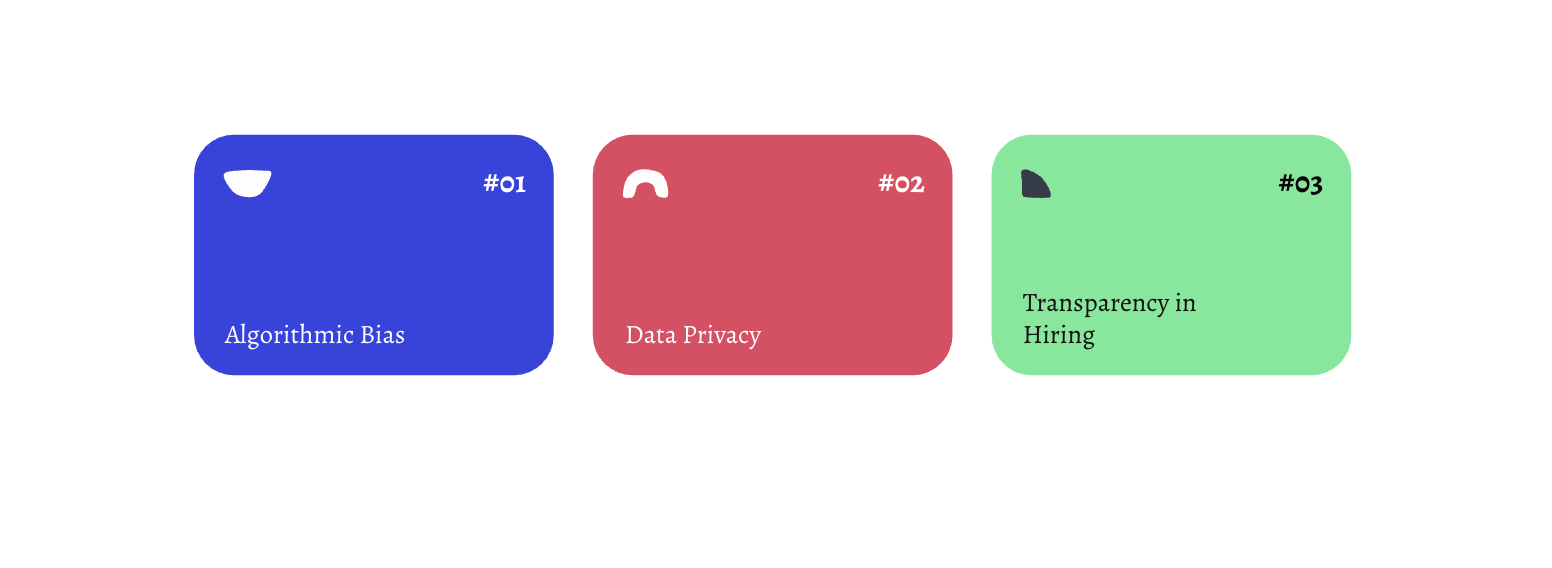 #01
Algorithmic Bias
#02
Data Privacy
#03
Transparency in
Hiring